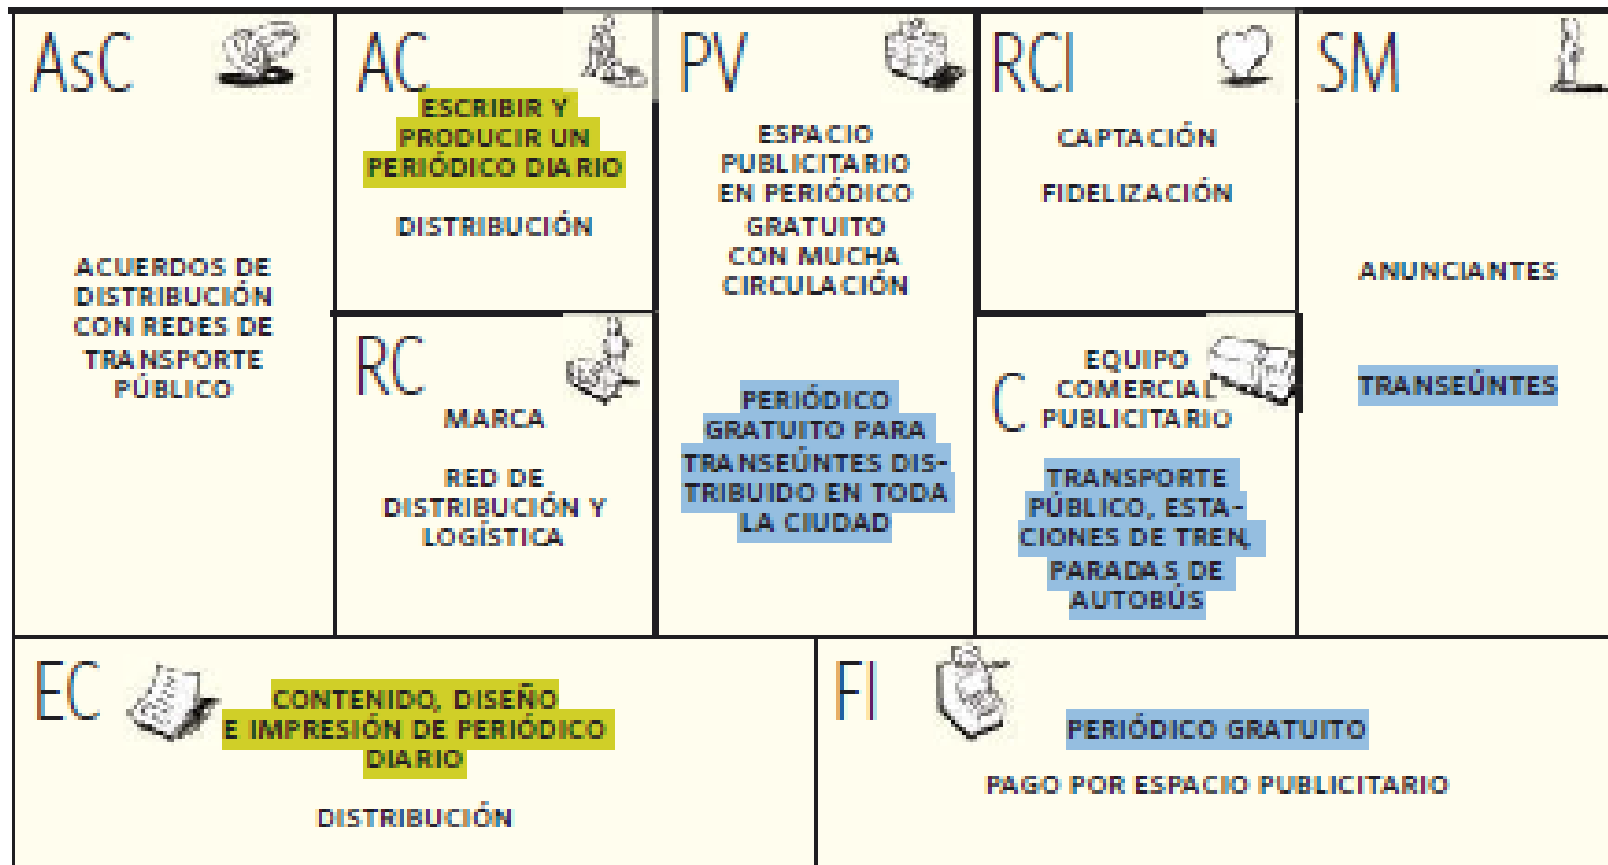 AsC
ACUERDOS DE
DISTRIBUCIÓN
CON REDES DE
TRANSPORTE
PÚBLICO
AC
ESCRIBIR Y
PRODUCIR UN
PERIÓDICO DIARIO
DISTRIBUCIÓN
RC
MARCA
RED DE
DISTRIBUCIÓN Y
LOGÍSTICA
PV
ESPACIO
PUBLICITARIO
EN PERIÓDICO
GRATUITO
CON MUCHA
CIRCULACIÓN
PERIÓDICO
GRATUITO PARA
TRANSEÚNTES DIS-
TRIBUIDO EN TODA
LA CIUDAD
RCl
CAPTACIÓN
FIDELIZACIÓN
C
EQUIPO
COMERCIAL
PUBLICITARIO
TRANSPORTE
PÚBLICO, ESTA-
CIONES DE TREN,
PARADAS DE
AUTOBÚS
SM
ANUNCIANTES
TRANSEÚNTES
EC
CONTENIDO, DISEÑO
E IMPRESIÓN DE PERIÓDICO
DIARIO
DISTRIBUCIÓN
FI
PERIÓDICO GRATUITO
PAGO POR ESPACIO PUBLICITARIO